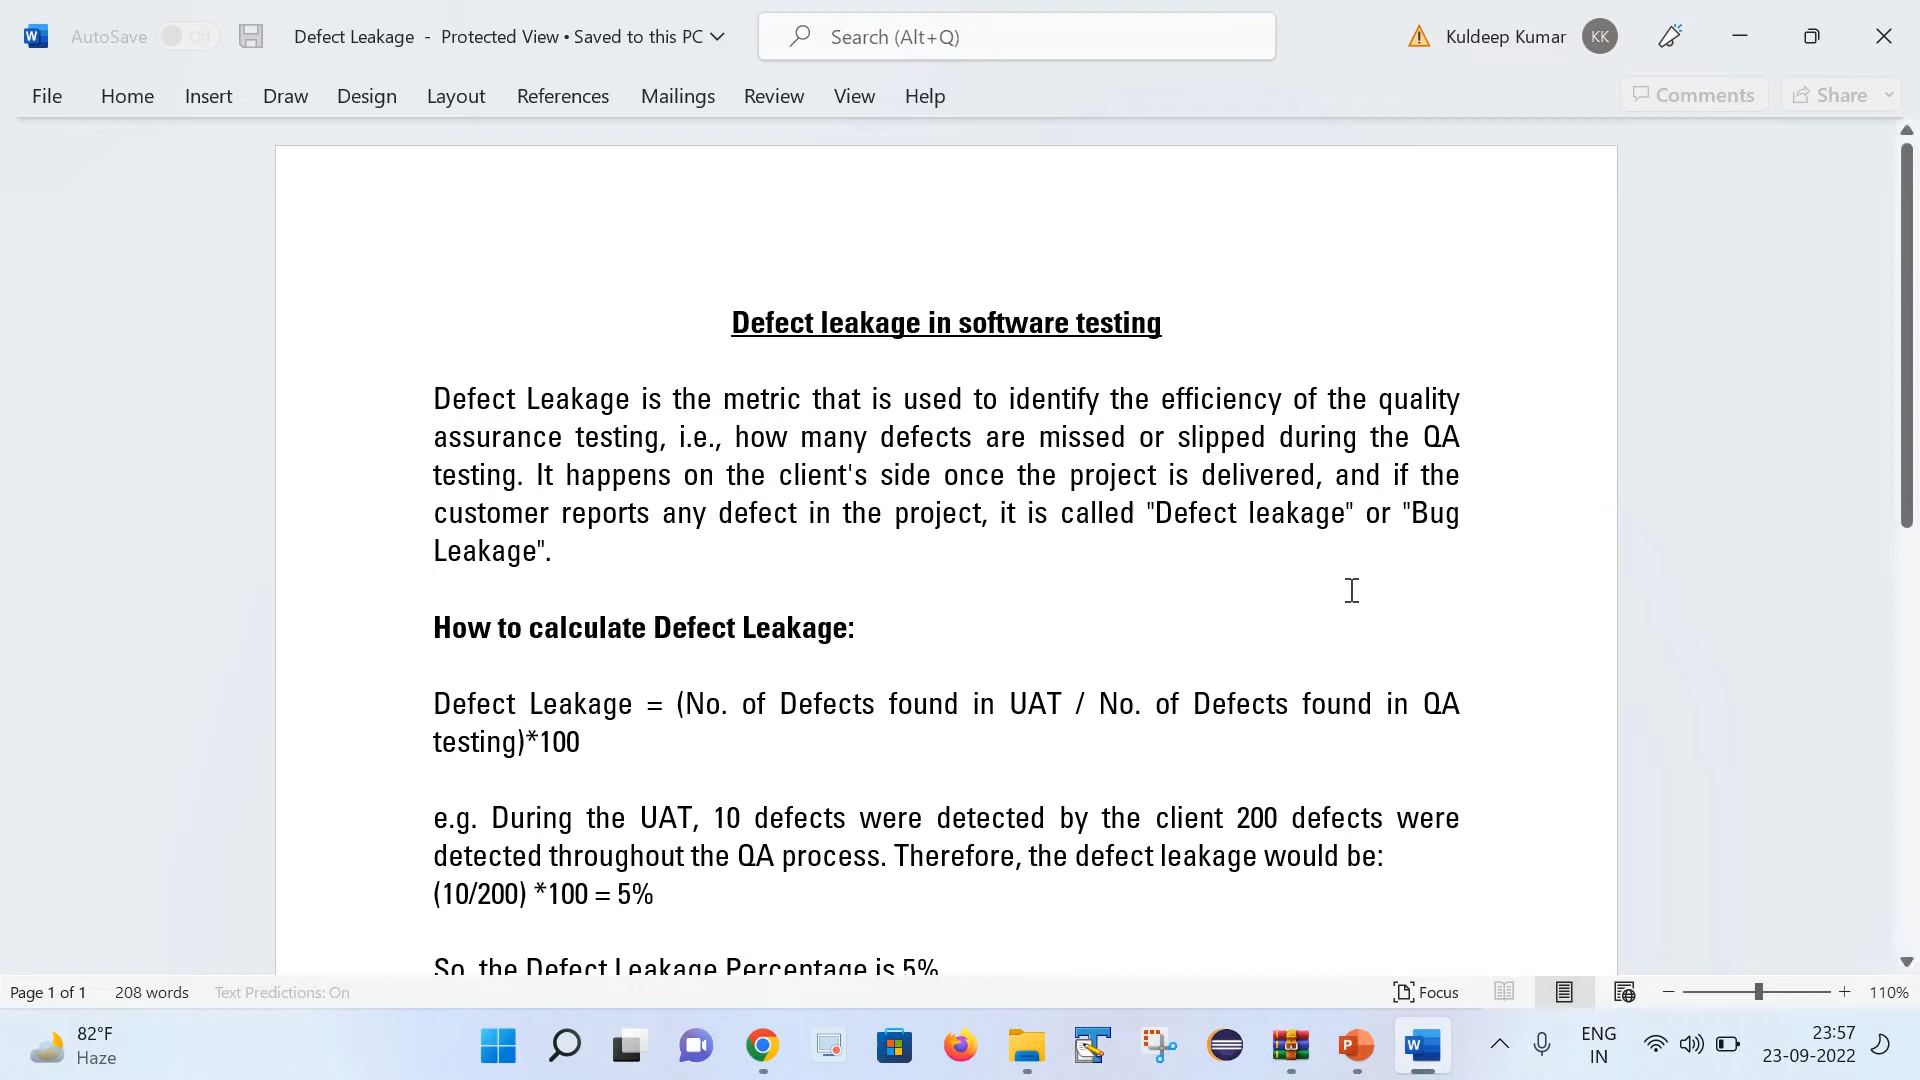 AutoSave Off Defect Leakage - Protected View • Saved to this PC Search (Alt+Q) Kuldeep Kumar KK
File Home Insert Draw Design Layout References Mailings Review View Help Comments Share
Defect leakage in software testing
Defect Leakage is the metric that is used to identify the efficiency of the quality
assurance testing, i.e., how many defects are missed or slipped during the QA
testing. It happens on the client's side once the project is delivered, and if the
customer reports any defect in the project, it is called "Defect leakage" or "Bug
Leakage".
How to calculate Defect Leakage:
Defect Leakage = (No. of Defects found in UAT / No. of Defects found in QA
testing)*100
e.g. During the UAT, 10 defects were detected by the client 200 defects were
detected throughout the QA process. Therefore, the defect leakage would be:
(10/200) *100 = 5%
So, the Defect Leakage Percentage is 5%
Page 1 of 1 208 words Text Predictions: On Focus 110%
82°F ENG 23:57
Haze IN 23-09-2022